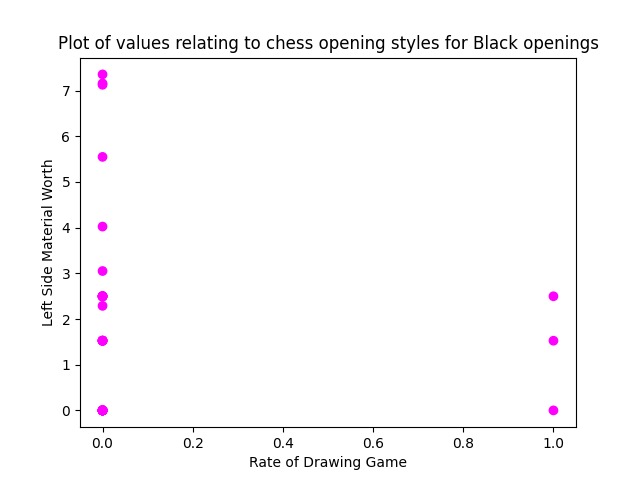 Plot of values relating to chess opening styles for Black openings
7
6
5
4
3
2
1
0
Left Side Material Worth
0.0 0.2 0.4 0.6 0.8 1.0
Rate of Drawing Game